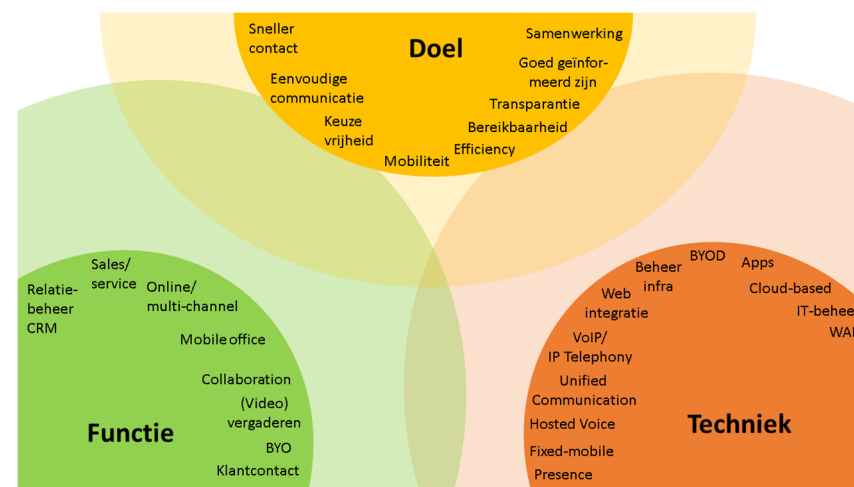 Doel
Sneller
contact
Eenvoudige
communicatie
Keuze
vrijheid
Mobiliteit
Efficiency
Bereikbaarheid
Transparantie
Goed geïnfor-
meerd zijn
Samenwerking
Functie
Relatie-
beheer
CRM
Sales/
service
Online/
multi-channel
Mobile office
Collaboration
(Video)
vergaderen
BYO
Klantcontact
Techniek
Presence
Fixed-mobile
Hosted Voice
Unified
Communication
VoIP/
IP Telephony
Web
integratie
Beheer
infra
BYOD
Apps
Cloud-based